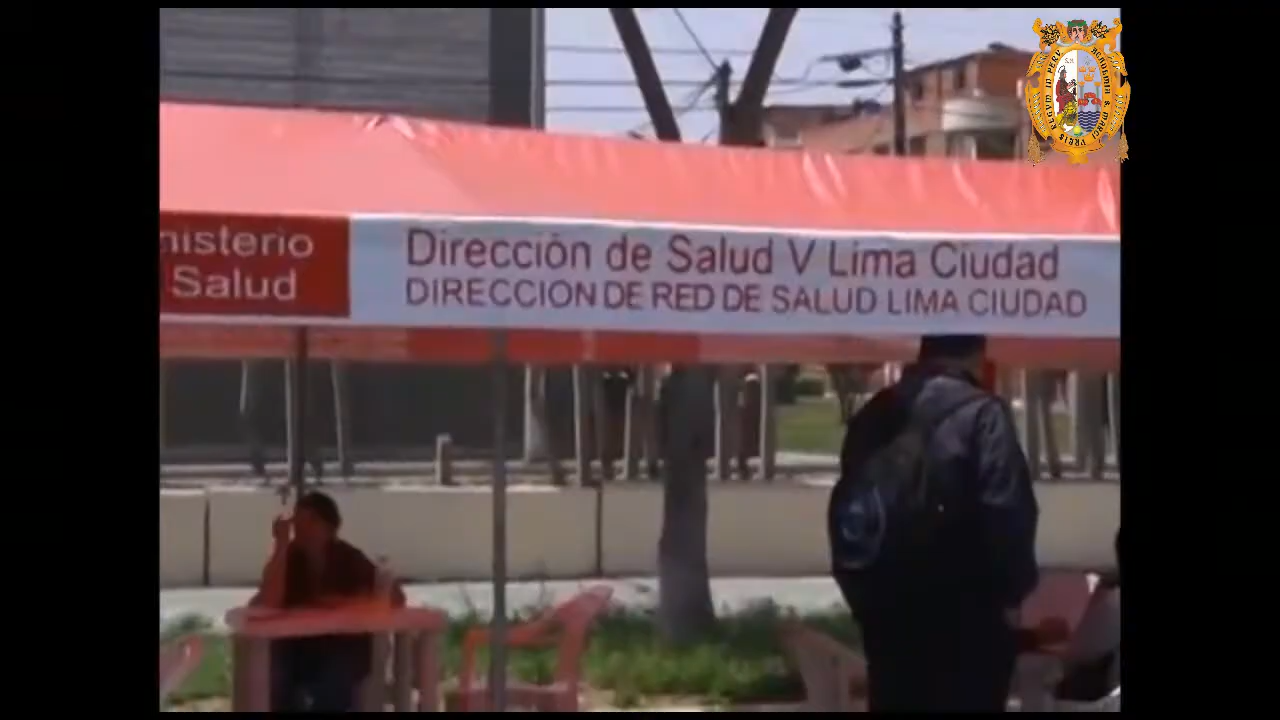 nisterio
Salud
Dirección de Salud V Lima Ciudad
DIRECCION DE RED DE SALUD LIMA CIUDAD